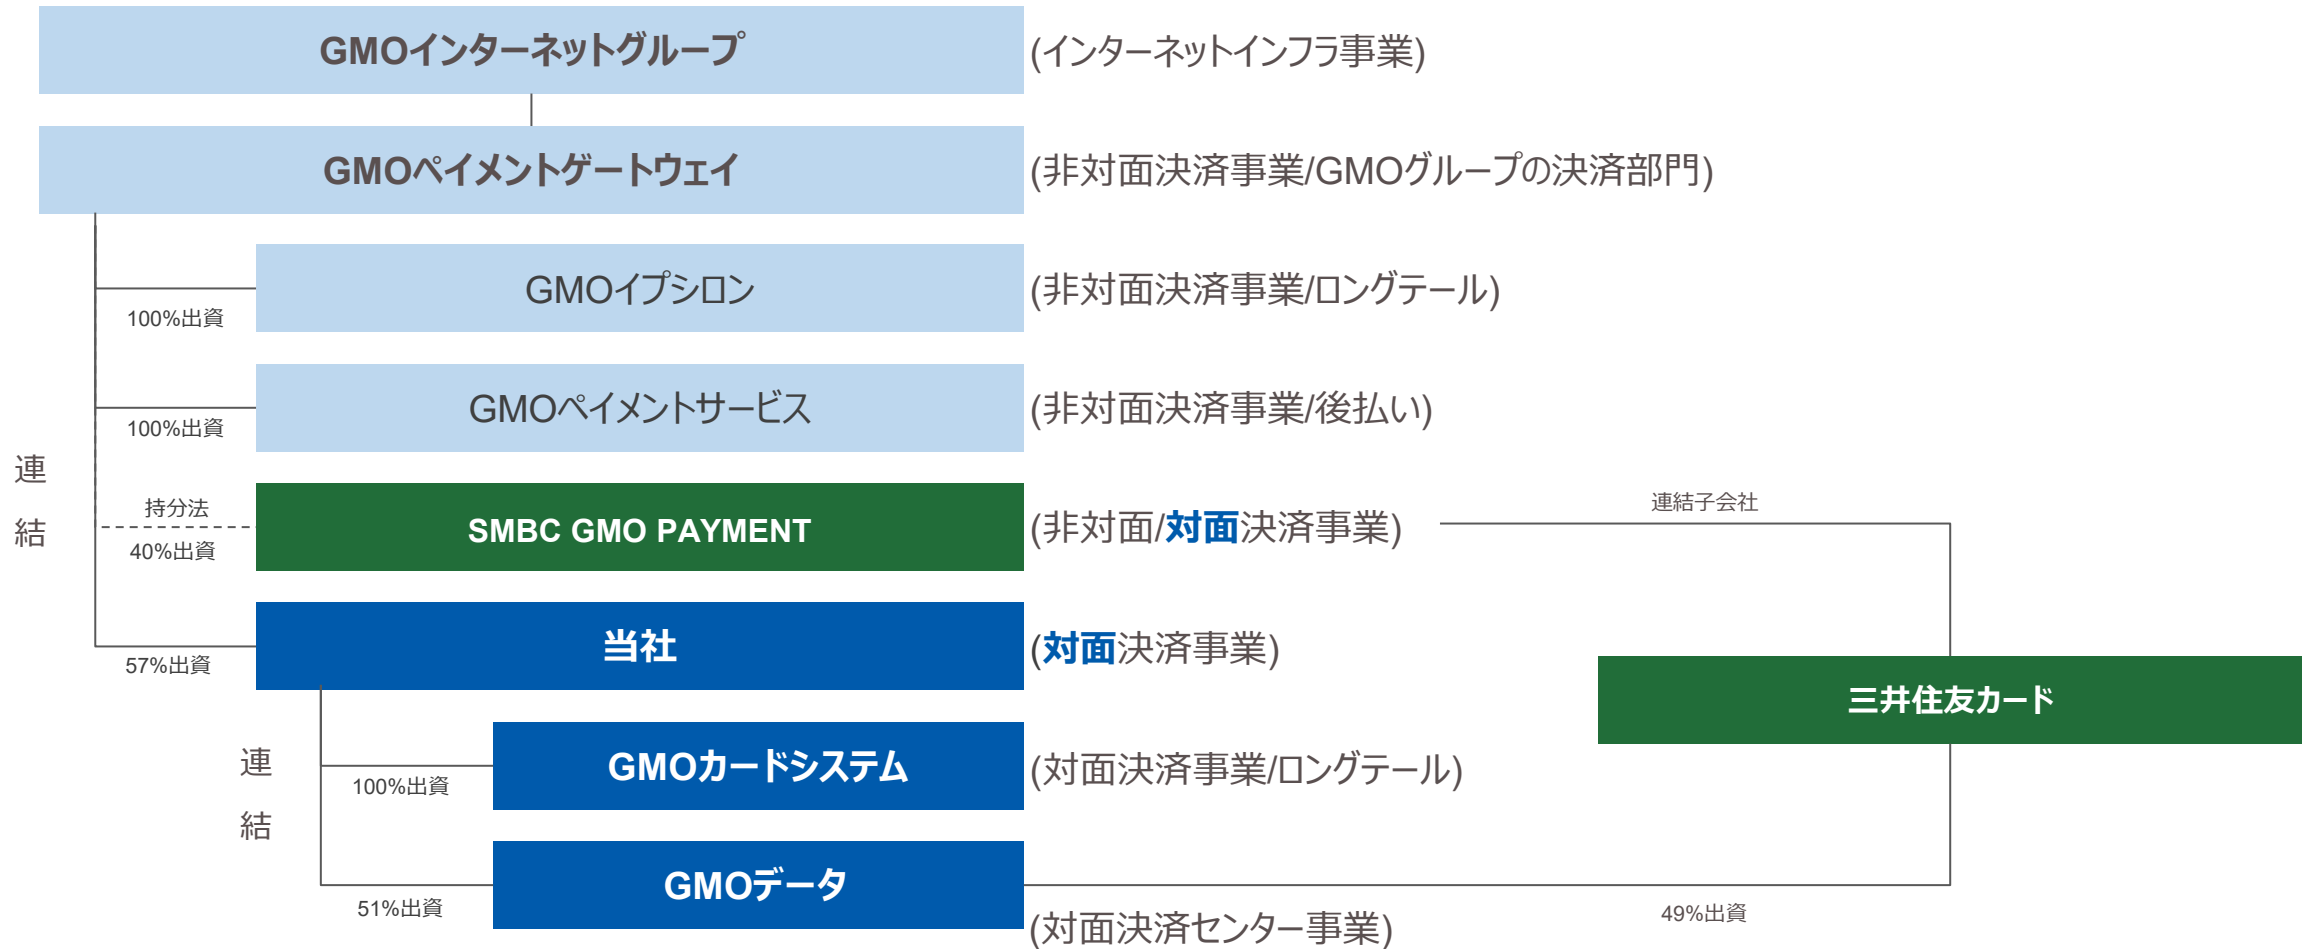 GMOインターネットグループ
(インターネットインフラ事業)
GMOペイメントゲートウェイ
(非対面決済事業/GMOグループの決済部門)
GMOイプシロン
(非対面決済事業/ロングテール)
100%出資
GMOペイメントサービス
(非対面決済事業/後払い)
100%出資
連結
持分法
40%出資
SMBC GMO PAYMENT
(非対面/対面決済事業)
連結子会社
当社
(対面決済事業)
57%出資
三井住友カード
連結
GMOカードシステム
(対面決済事業/ロングテール)
100%出資
GMOデータ
(対面決済センター事業)
51%出資
49%出資